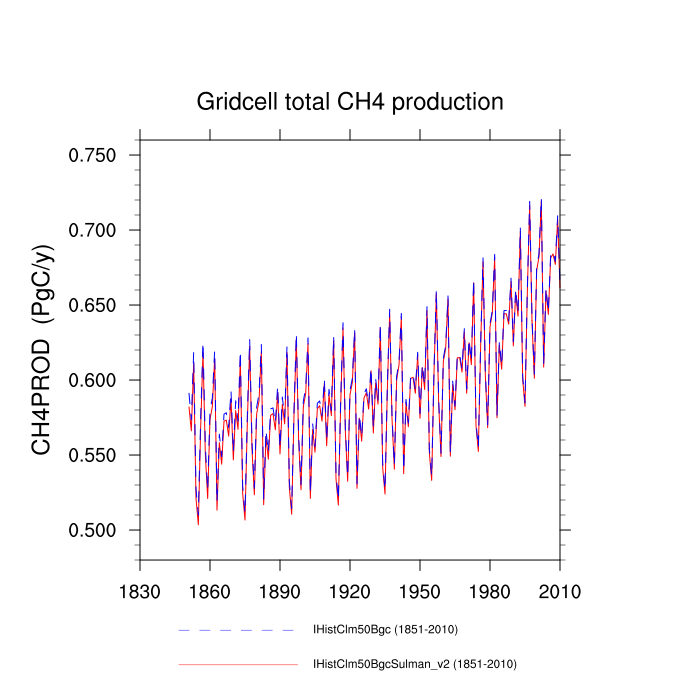 Gridcell total CH4 production
CH4PROD (PgC/y)
0.750
0.700
0.650
0.600
0.550
0.500
1830 1860 1890 1920 1950 1980 2010
IHistClm50Bgc (1851-2010)
IHistClm50BgcSulman_v2 (1851-2010)